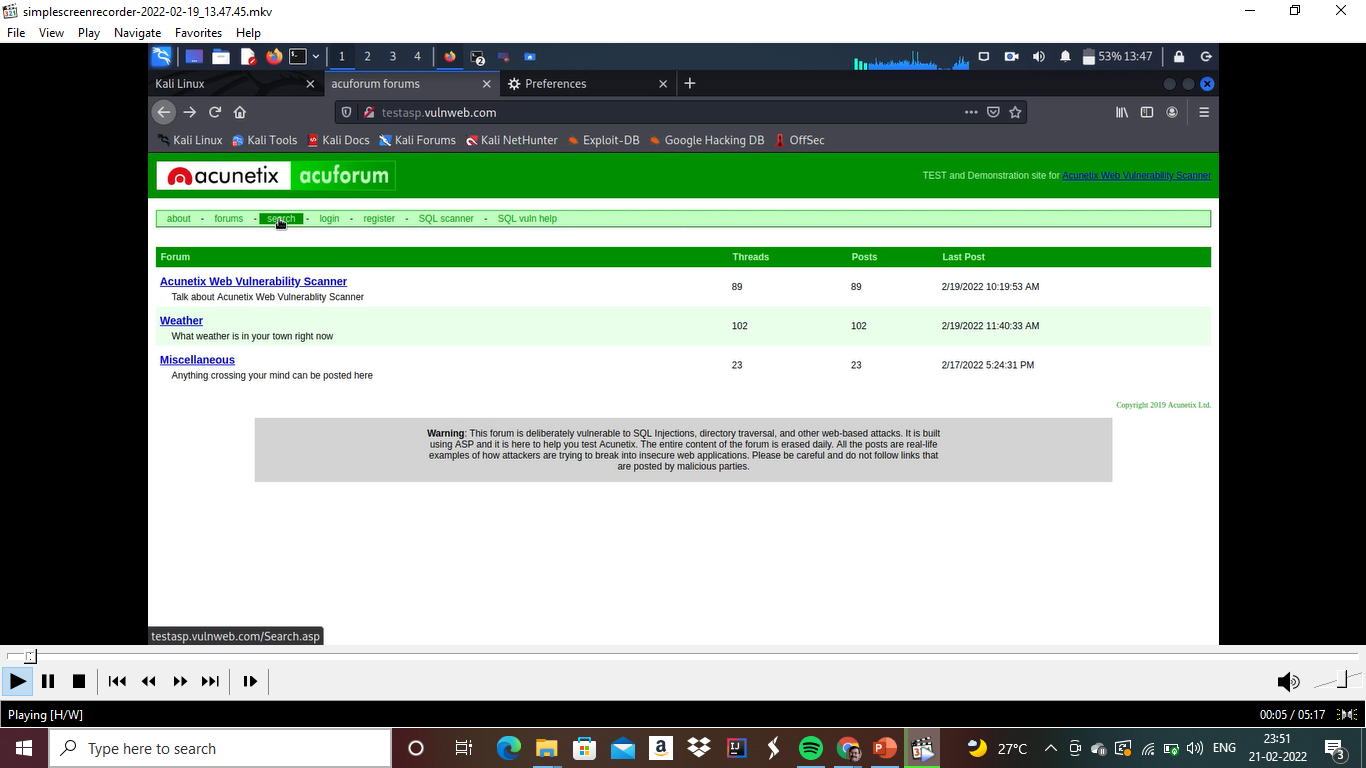 simplescreenrecorder-2022-02-19_13.47.45.mkv
File View Play Navigate Favorites Help
1 2 3 4 2 53% 13:47
Kali Linux acuforum forums Preferences
testasp.vulnweb.com
Kali Linux Kali Tools Kali Docs Kali Forums Kali NetHunter Exploit-DB Google Hacking DB OffSec
acunetix acuforum TEST and Demonstration site for Acunetix Web Vulnerability Scanner
about - forums - search - login - register - SQL scanner - SQL vuln help
Forum Threads Posts Last Post
Acunetix Web Vulnerability Scanner
Talk about Acunetix Web Vulnerablity Scanner 89 89 2/19/2022 10:19:53 AM
Weather
What weather is in your town right now 102 102 2/19/2022 11:40:33 AM
Miscellaneous
Anything crossing your mind can be posted here 23 23 2/17/2022 5:24:31 PM
Copyright 2019 Acunetix Ltd.
Warning: This forum is deliberately vulnerable to SQL Injections, directory traversal, and other web-based attacks. It is built
using ASP and it is here to help you test Acunetix. The entire content of the forum is erased daily. All the posts are real-life
examples of how attackers are trying to break into insecure web applications. Please be careful and do not follow links that
are posted by malicious parties.
testasp.vulnweb.com/Search.asp
Playing [H/W] 00:05 / 05:17
Type here to search 27°C ENG 23:51
21-02-2022 3